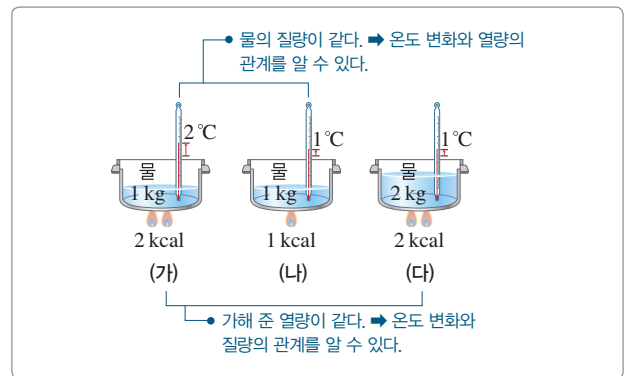 물의 질량이 같다. ➡ 온도 변화와 열량의
관계를 알 수 있다.
2 ℃ 1 ℃ 1 ℃
물 물 물
1 kg 1 kg 2 kg
2 kcal 1 kcal 2 kcal
(가) (나) (다)
가해 준 열량이 같다. ➡ 온도 변화와
질량의 관계를 알 수 있다.